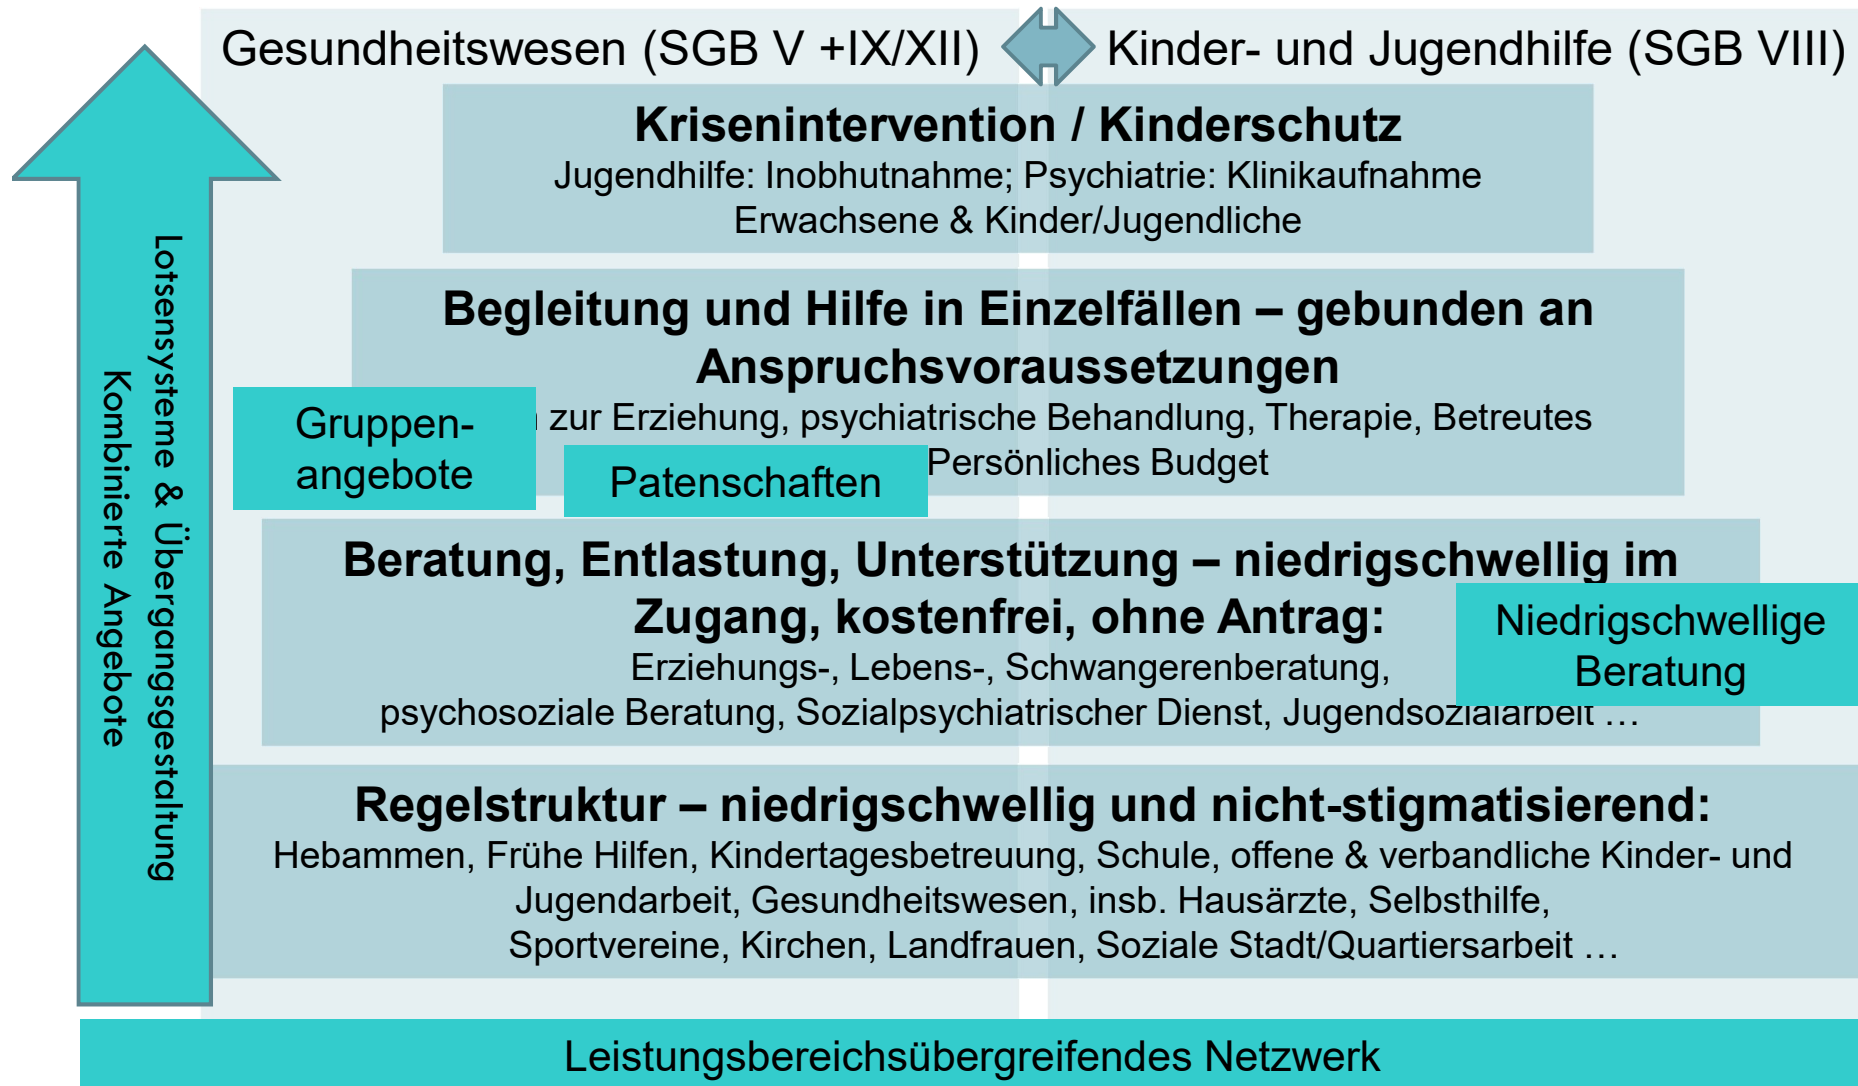 Gesundheitswesen (SGB V +IX/XII)
Kinder- und Jugendhilfe (SGB VIII)
Krisenintervention / Kinderschutz
Jugendhilfe: Inobhutnahme; Psychiatrie: Klinikaufnahme
Erwachsene & Kinder/Jugendliche
Begleitung und Hilfe in Einzelfällen – gebunden an
Anspruchsvoraussetzungen
zur Erziehung, psychiatrische Behandlung, Therapie, Betreutes
Persönliches Budget
Gruppen-
angebote
Patenschaften
Beratung, Entlastung, Unterstützung – niedrigschwellig im
Zugang, kostenfrei, ohne Antrag:
Erziehungs-, Lebens-, Schwangerenberatung,
psychosoziale Beratung, Sozialpsychiatrischer Dienst, Jugendsozialarbeit …
Niedrigschwellige
Beratung
Regelstruktur – niedrigschwellig und nicht-stigmatisierend:
Hebammen, Frühe Hilfen, Kindertagesbetreuung, Schule, offene & verbandliche Kinder- und
Jugendarbeit, Gesundheitswesen, insb. Hausärzte, Selbsthilfe,
Sportvereine, Kirchen, Landfrauen, Soziale Stadt/Quartiersarbeit …
Lotsensysteme & Übergangsgestaltung
Kombinierte Angebote
Leistungsbereichsübergreifendes Netzwerk